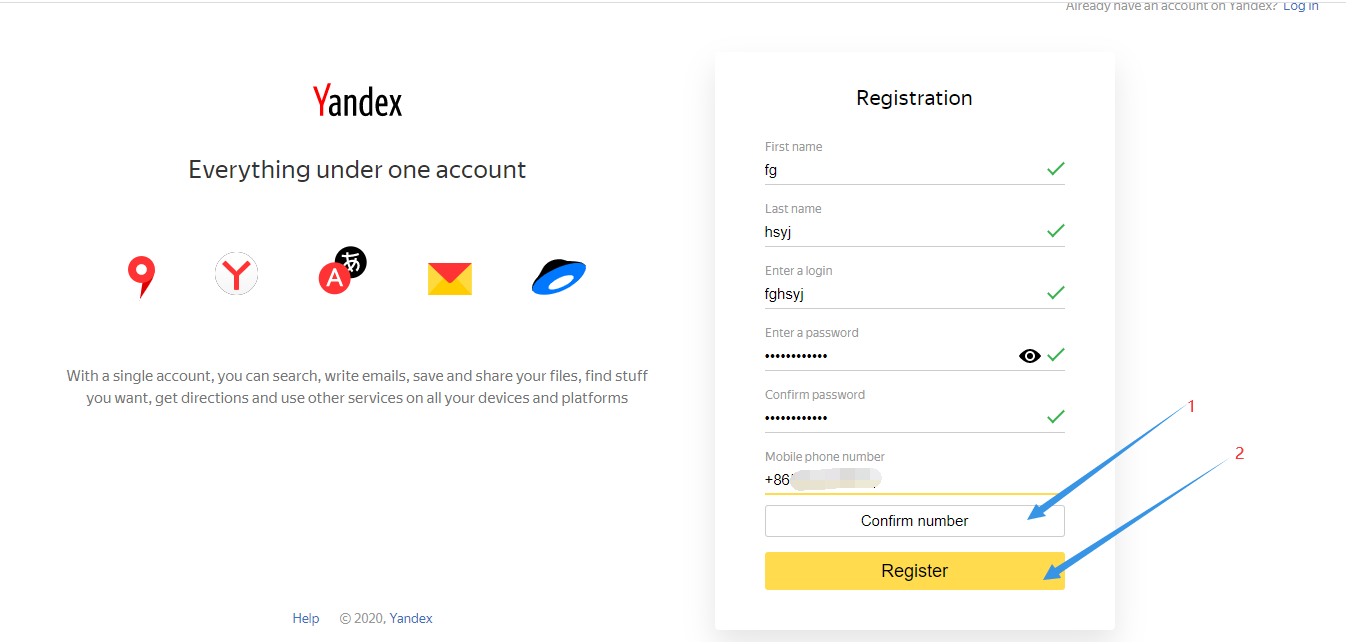 Already have an account on Yandex? Log in
Yandex
Everything under one account
A
あ
Y
With a single account, you can search, write emails, save and share your files, find stuff
you want, get directions and use other services on all your devices and platforms
Help © 2020, Yandex
Registration
First name
fg
Last name
hsyj
Enter a login
fghsyj
Enter a password
••••••••••••
Confirm password
••••••••••••
1
Mobile phone number
2
+86
Confirm number
Register